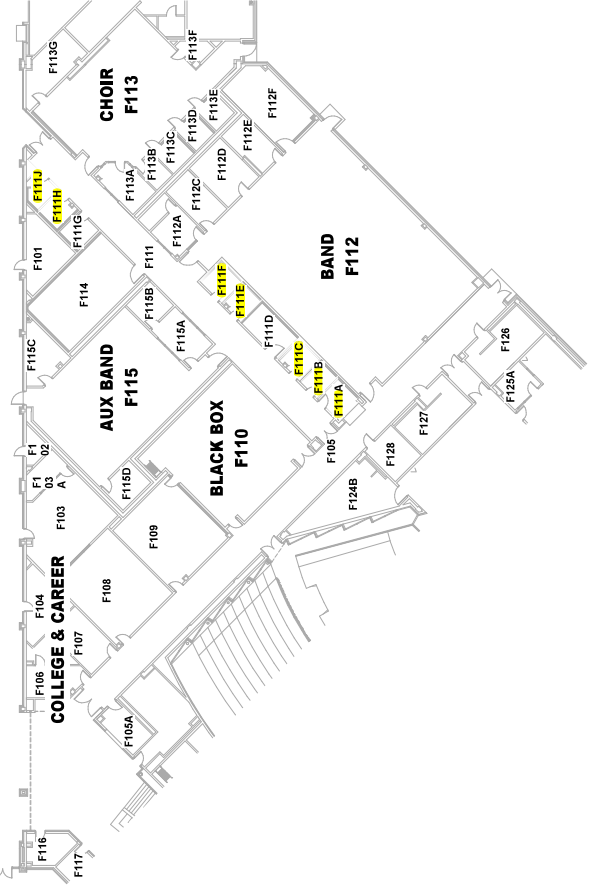 F113G
F113F
CHOIR
F113
F113E
F113D
F113C
F113B
F113A
F112F
F112E
F112D
F112C
F112A
BAND
F112
F111J
F111H
F111G
F111
F101
F114
F111F
F111E
F111D
F111C
F111B
F111A
F115C
F115B
F115A
AUX BAND
F115
F115D
BLACK BOX
F110
F105
F126
F125A
F127
F128
F124B
F1
02
F1
03
A
F103
F109
F108
COLLEGE & CAREER
F104
F107
F106
F105A
F116
F117